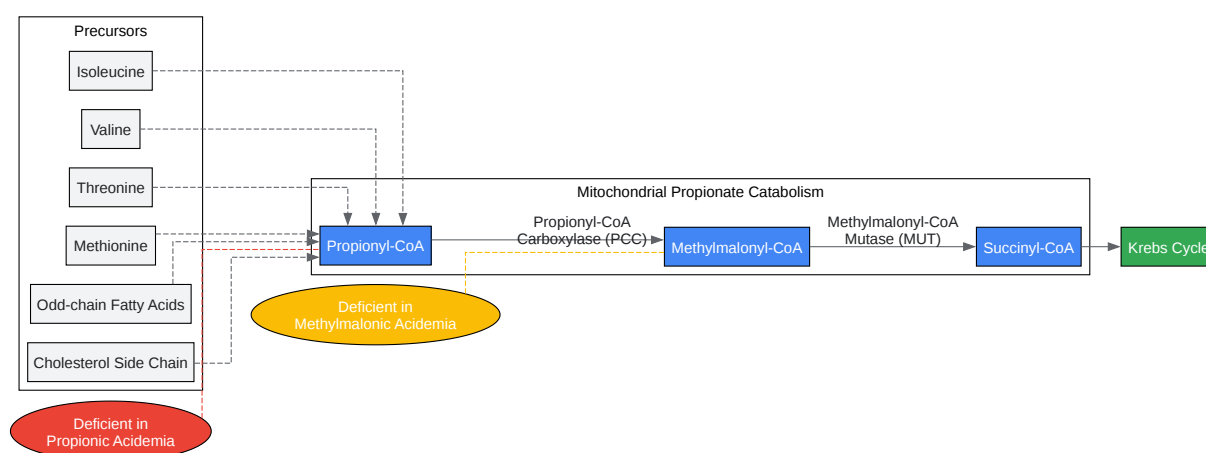 Precursors
Isoleucine
Valine
Threonine
Methionine
Odd-chain Fatty Acids
Cholesterol Side Chain
Mitochondrial Propionate Catabolism
Propionyl-CoA
Propionyl-CoA
Carboxylase (PCC)
Methylmalonyl-CoA
Methylmalonyl-CoA
Mutase (MUT)
Succinyl-CoA
Krebs Cycle
Deficient in
Methylmalonic Acidemia
Deficient in
Propionic Acidemia